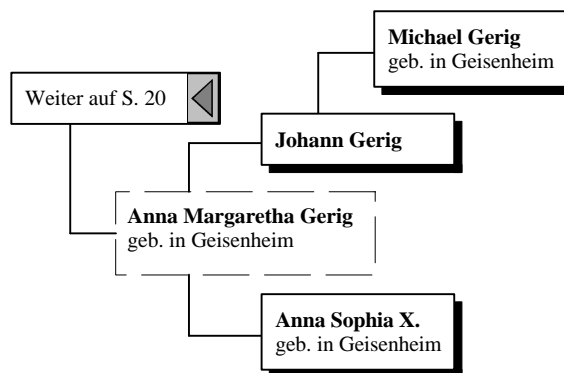 Michael Gerig
geb. in Geisenheim
Weiter auf S. 20
Johann Gerig
Anna Margaretha Gerig
geb. in Geisenheim
Anna Sophia X.
geb. in Geisenheim